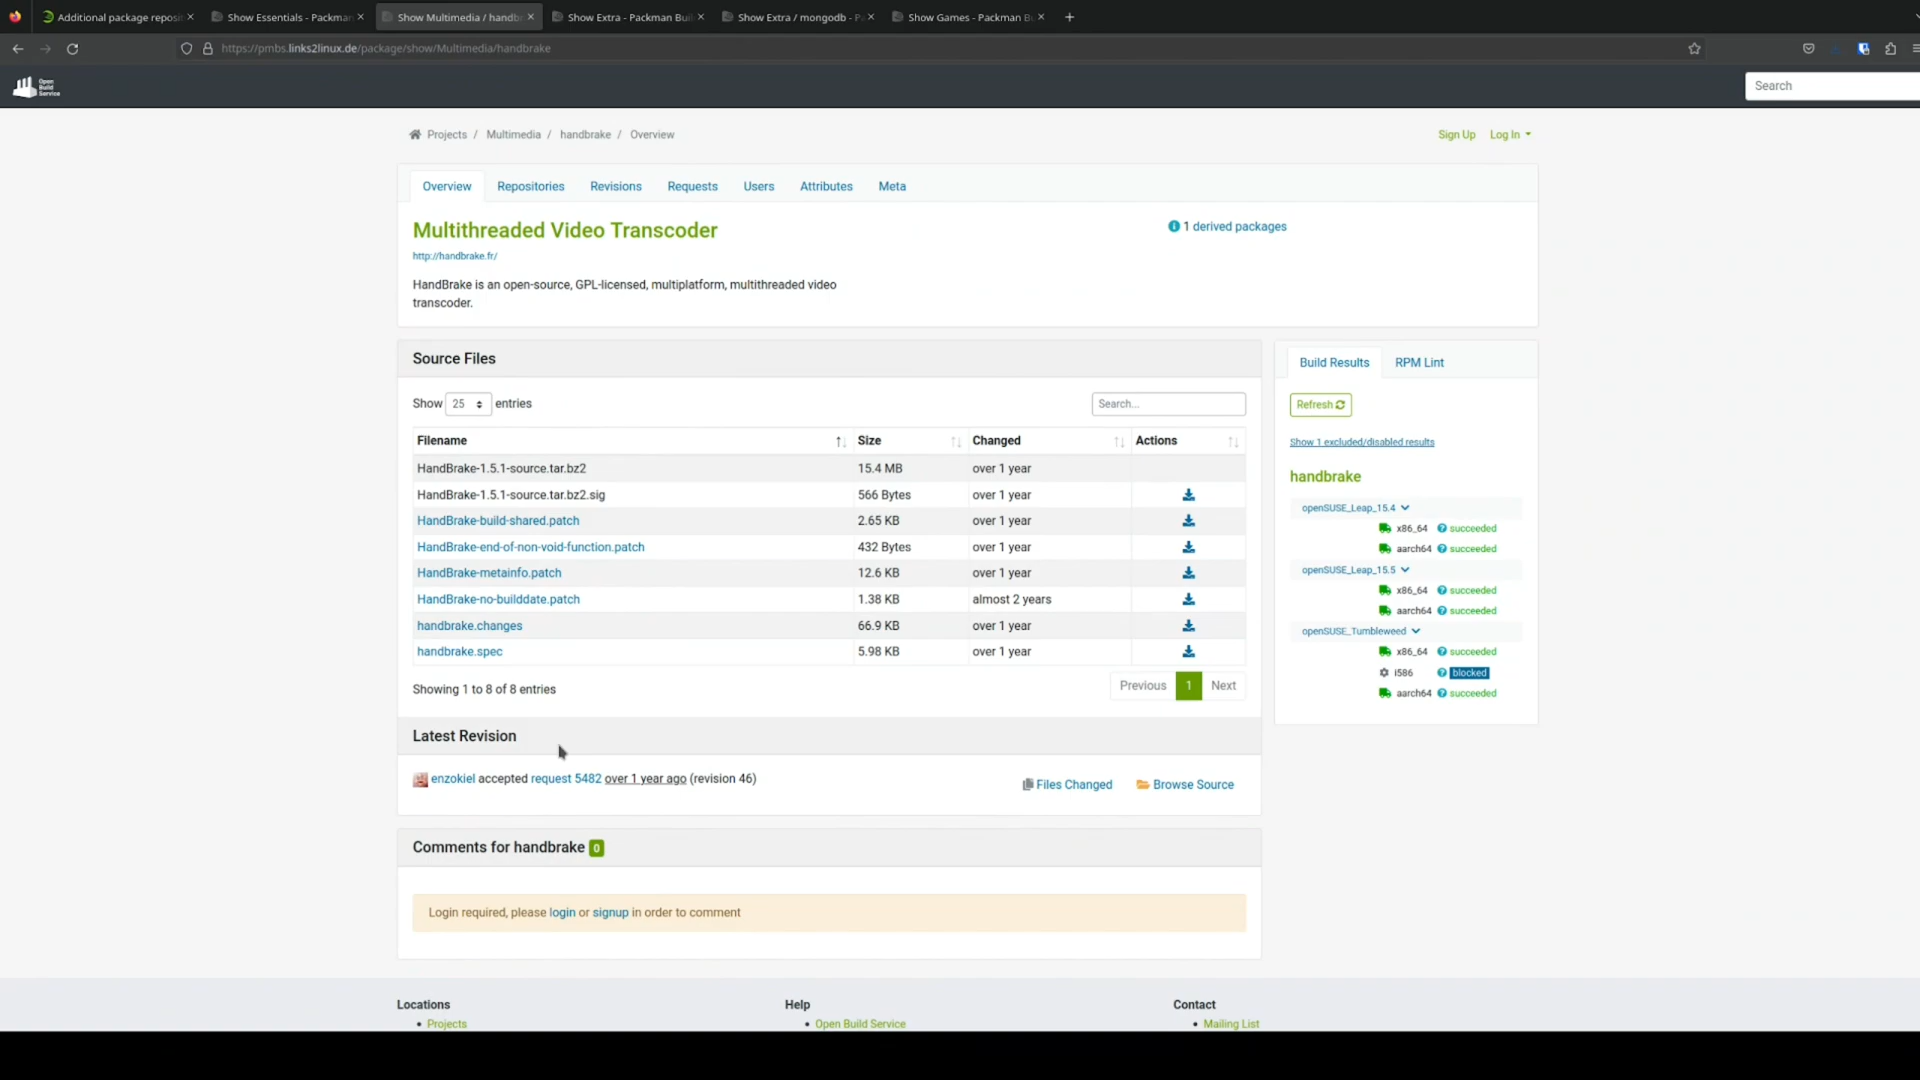 Additional package reposi
Show Essentials - Packman
Show Multimedia / handb
Show Extra - Packman Bui
Show Extra / mongodb - P
Show Games - Packman B
https://pmbs.links2linux.de/package/show/Multimedia/handbrake
Open
Build
Service
Search
Projects / Multimedia / handbrake / Overview
Sign Up Log In
Overview Repositories Revisions Requests Users Attributes Meta
Multithreaded Video Transcoder
1 derived packages
http://handbrake.fr/
HandBrake is an open-source, GPL-licensed, multiplatform, multithreaded video
transcoder.
Source Files
Show 25 entries
Search...
Filename Size Changed Actions
HandBrake-1.5.1-source.tar.bz2 15.4 MB over 1 year
HandBrake-1.5.1-source.tar.bz2.sig 566 Bytes over 1 year
HandBrake-build-shared.patch 2.65 KB over 1 year
HandBrake-end-of-non-void-function.patch 432 Bytes over 1 year
HandBrake-metainfo.patch 12.6 KB over 1 year
HandBrake-no-builddate.patch 1.38 KB almost 2 years
handbrake.changes 66.9 KB over 1 year
handbrake.spec 5.98 KB over 1 year
Showing 1 to 8 of 8 entries
Previous 1 Next
Build Results RPM Lint
Refresh
Show 1 excluded/disabled results
handbrake
openSUSE_Leap_15.4
x86_64 succeeded
aarch64 succeeded
openSUSE_Leap_15.5
x86_64 succeeded
aarch64 succeeded
openSUSE_Tumbleweed
x86_64 succeeded
i586 blocked
aarch64 succeeded
Latest Revision
enzokiel accepted request 5482 over 1 year ago (revision 46)
Files Changed Browse Source
Comments for handbrake 0
Login required, please login or signup in order to comment
Locations Help Contact
Projects Open Build Service Mailing List